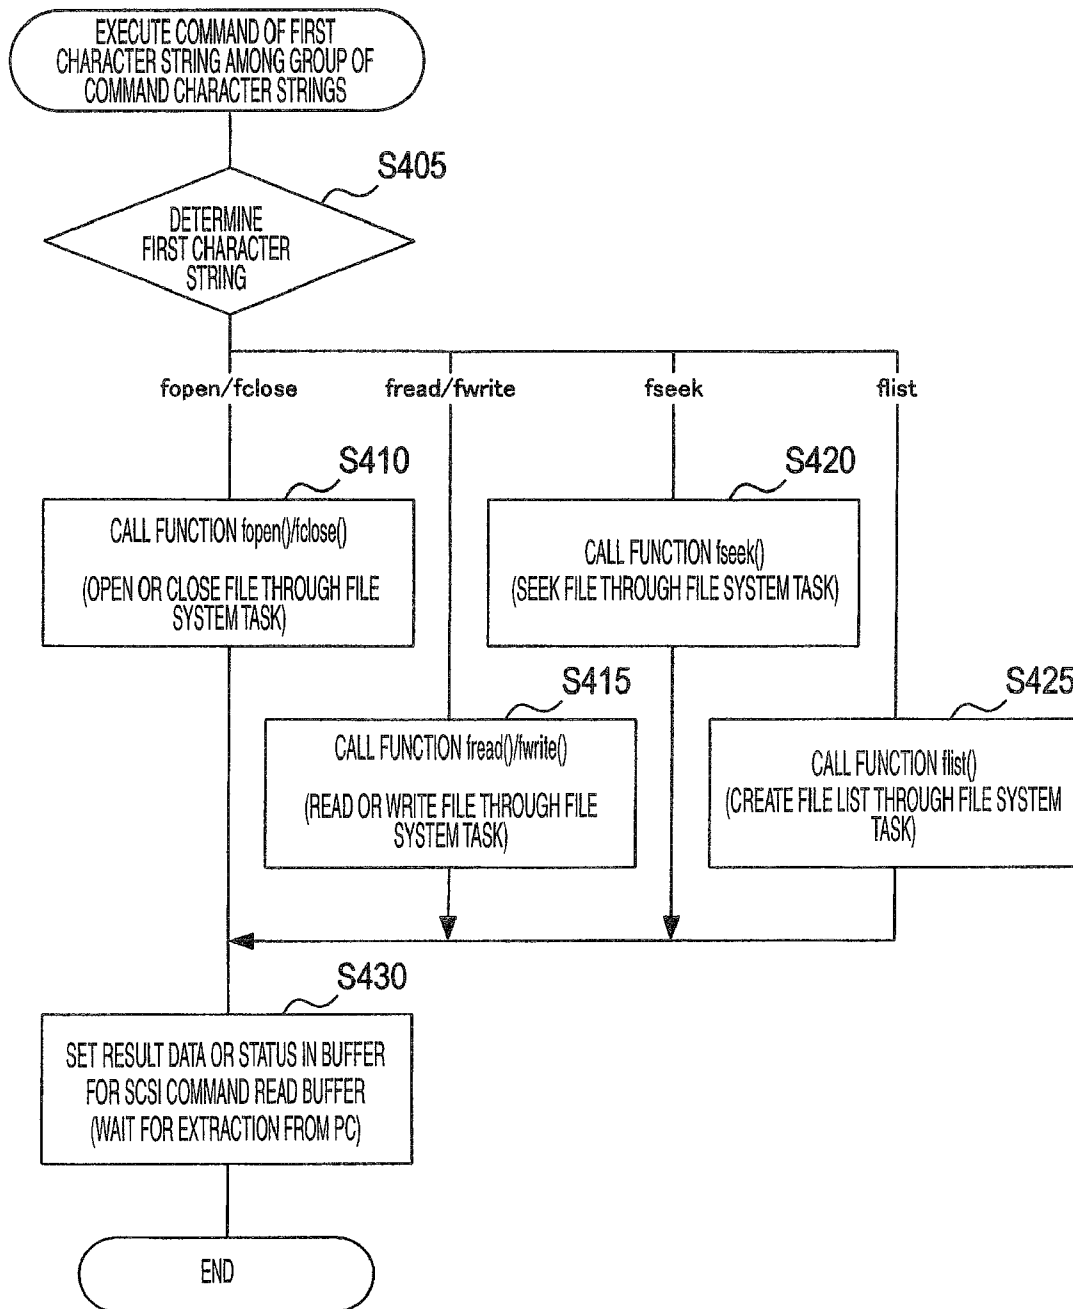 EXECUTE COMMAND OF FIRST
CHARACTER STRING AMONG GROUP OF
COMMAND CHARACTER STRINGS
S405
DETERMINE
FIRST CHARACTER
STRING
fopen/fclose
fread/fwrite
fseek
flist
S410
CALL FUNCTION fopen()/fclose()
(OPEN OR CLOSE FILE THROUGH FILE
SYSTEM TASK)
S420
CALL FUNCTION fseek()
(SEEK FILE THROUGH FILE SYSTEM TASK)
S415
CALL FUNCTION fread()/fwrite()
(READ OR WRITE FILE THROUGH FILE
SYSTEM TASK)
S425
CALL FUNCTION flist()
(CREATE FILE LIST THROUGH FILE SYSTEM
TASK)
S430
SET RESULT DATA OR STATUS IN BUFFER
FOR SCSI COMMAND READ BUFFER
(WAIT FOR EXTRACTION FROM PC)
END